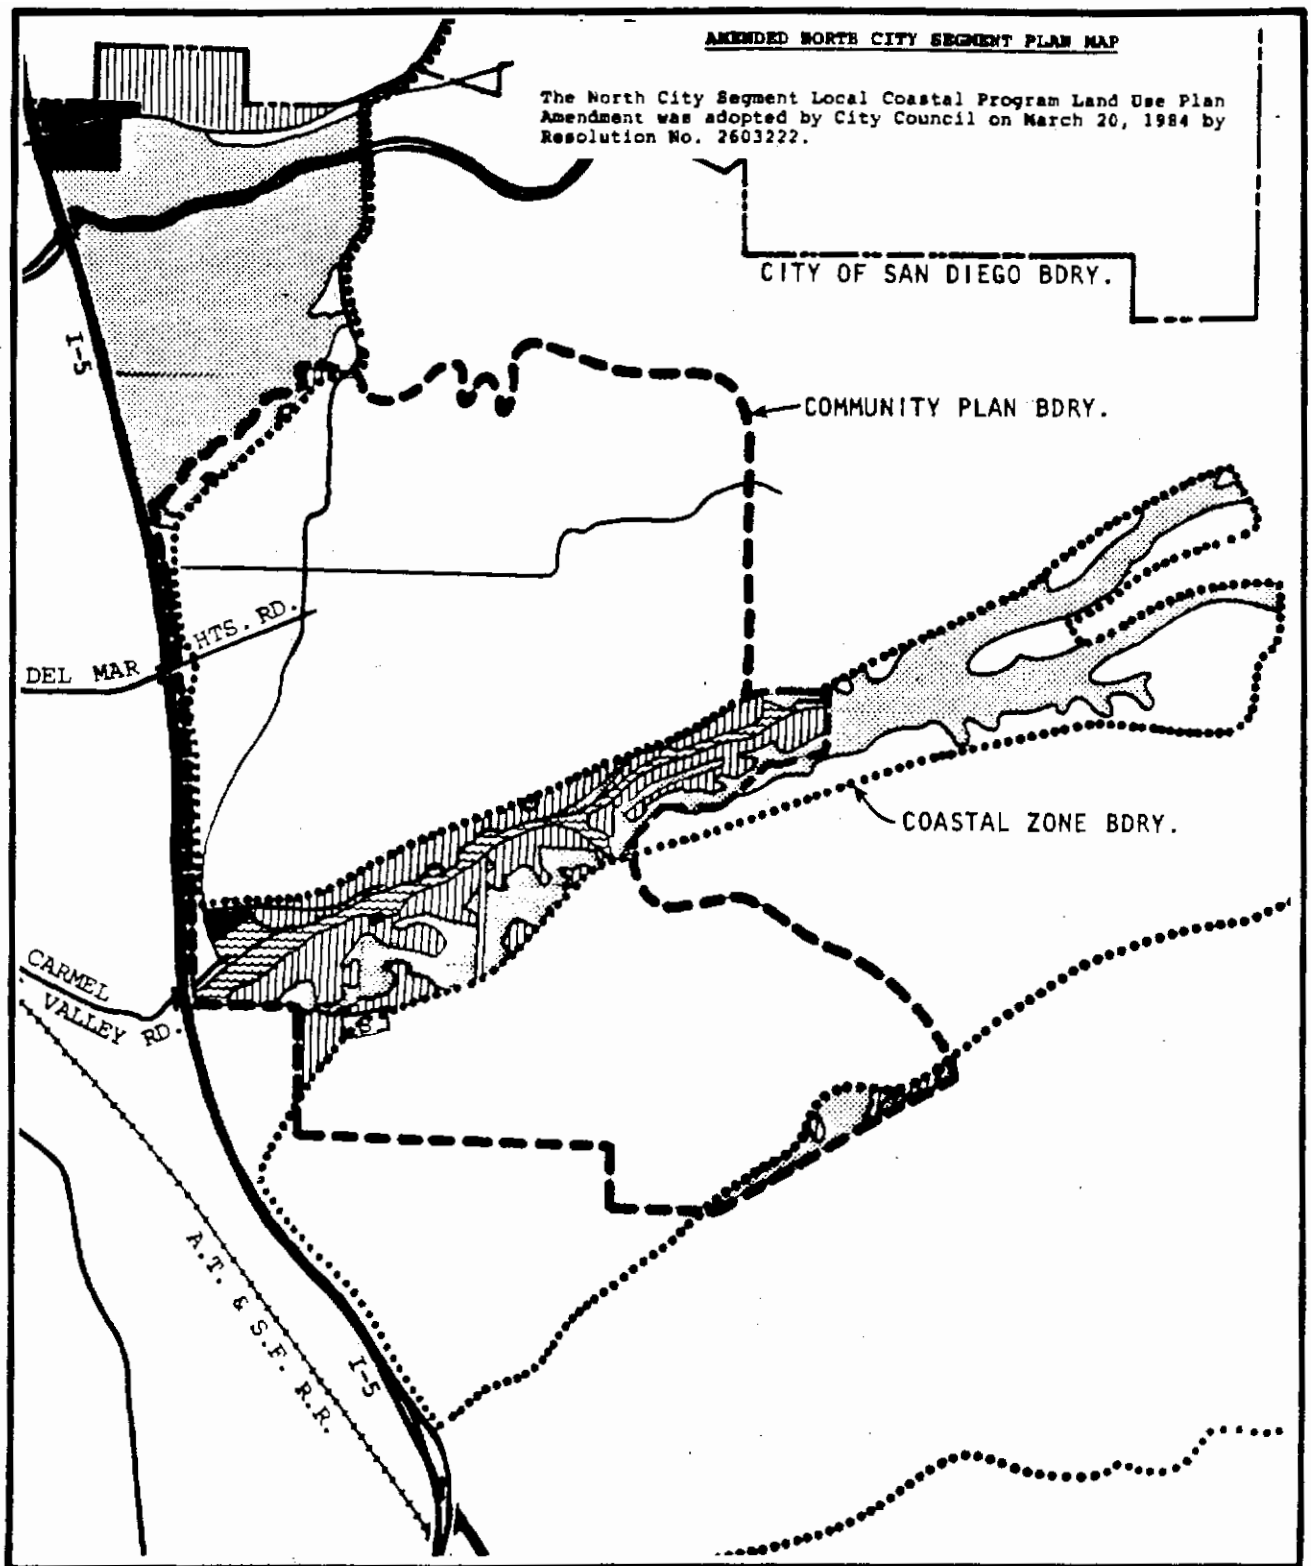 AMENDED NORTH CITY SEGMENT PLAN MAP
The North City Segment Local Coastal Program Land Use Plan
Amendment was adopted by City Council on March 20, 1984 by
Resolution No. 2603222.
CITY OF SAN DIEGO BDRY.
I-5
COMMUNITY PLAN BDRY.
DEL MAR HTS. RD.
COASTAL ZONE BDRY.
CARMEL
VALLEY RD.
S
A.T. & S.F. R.R.
I-5